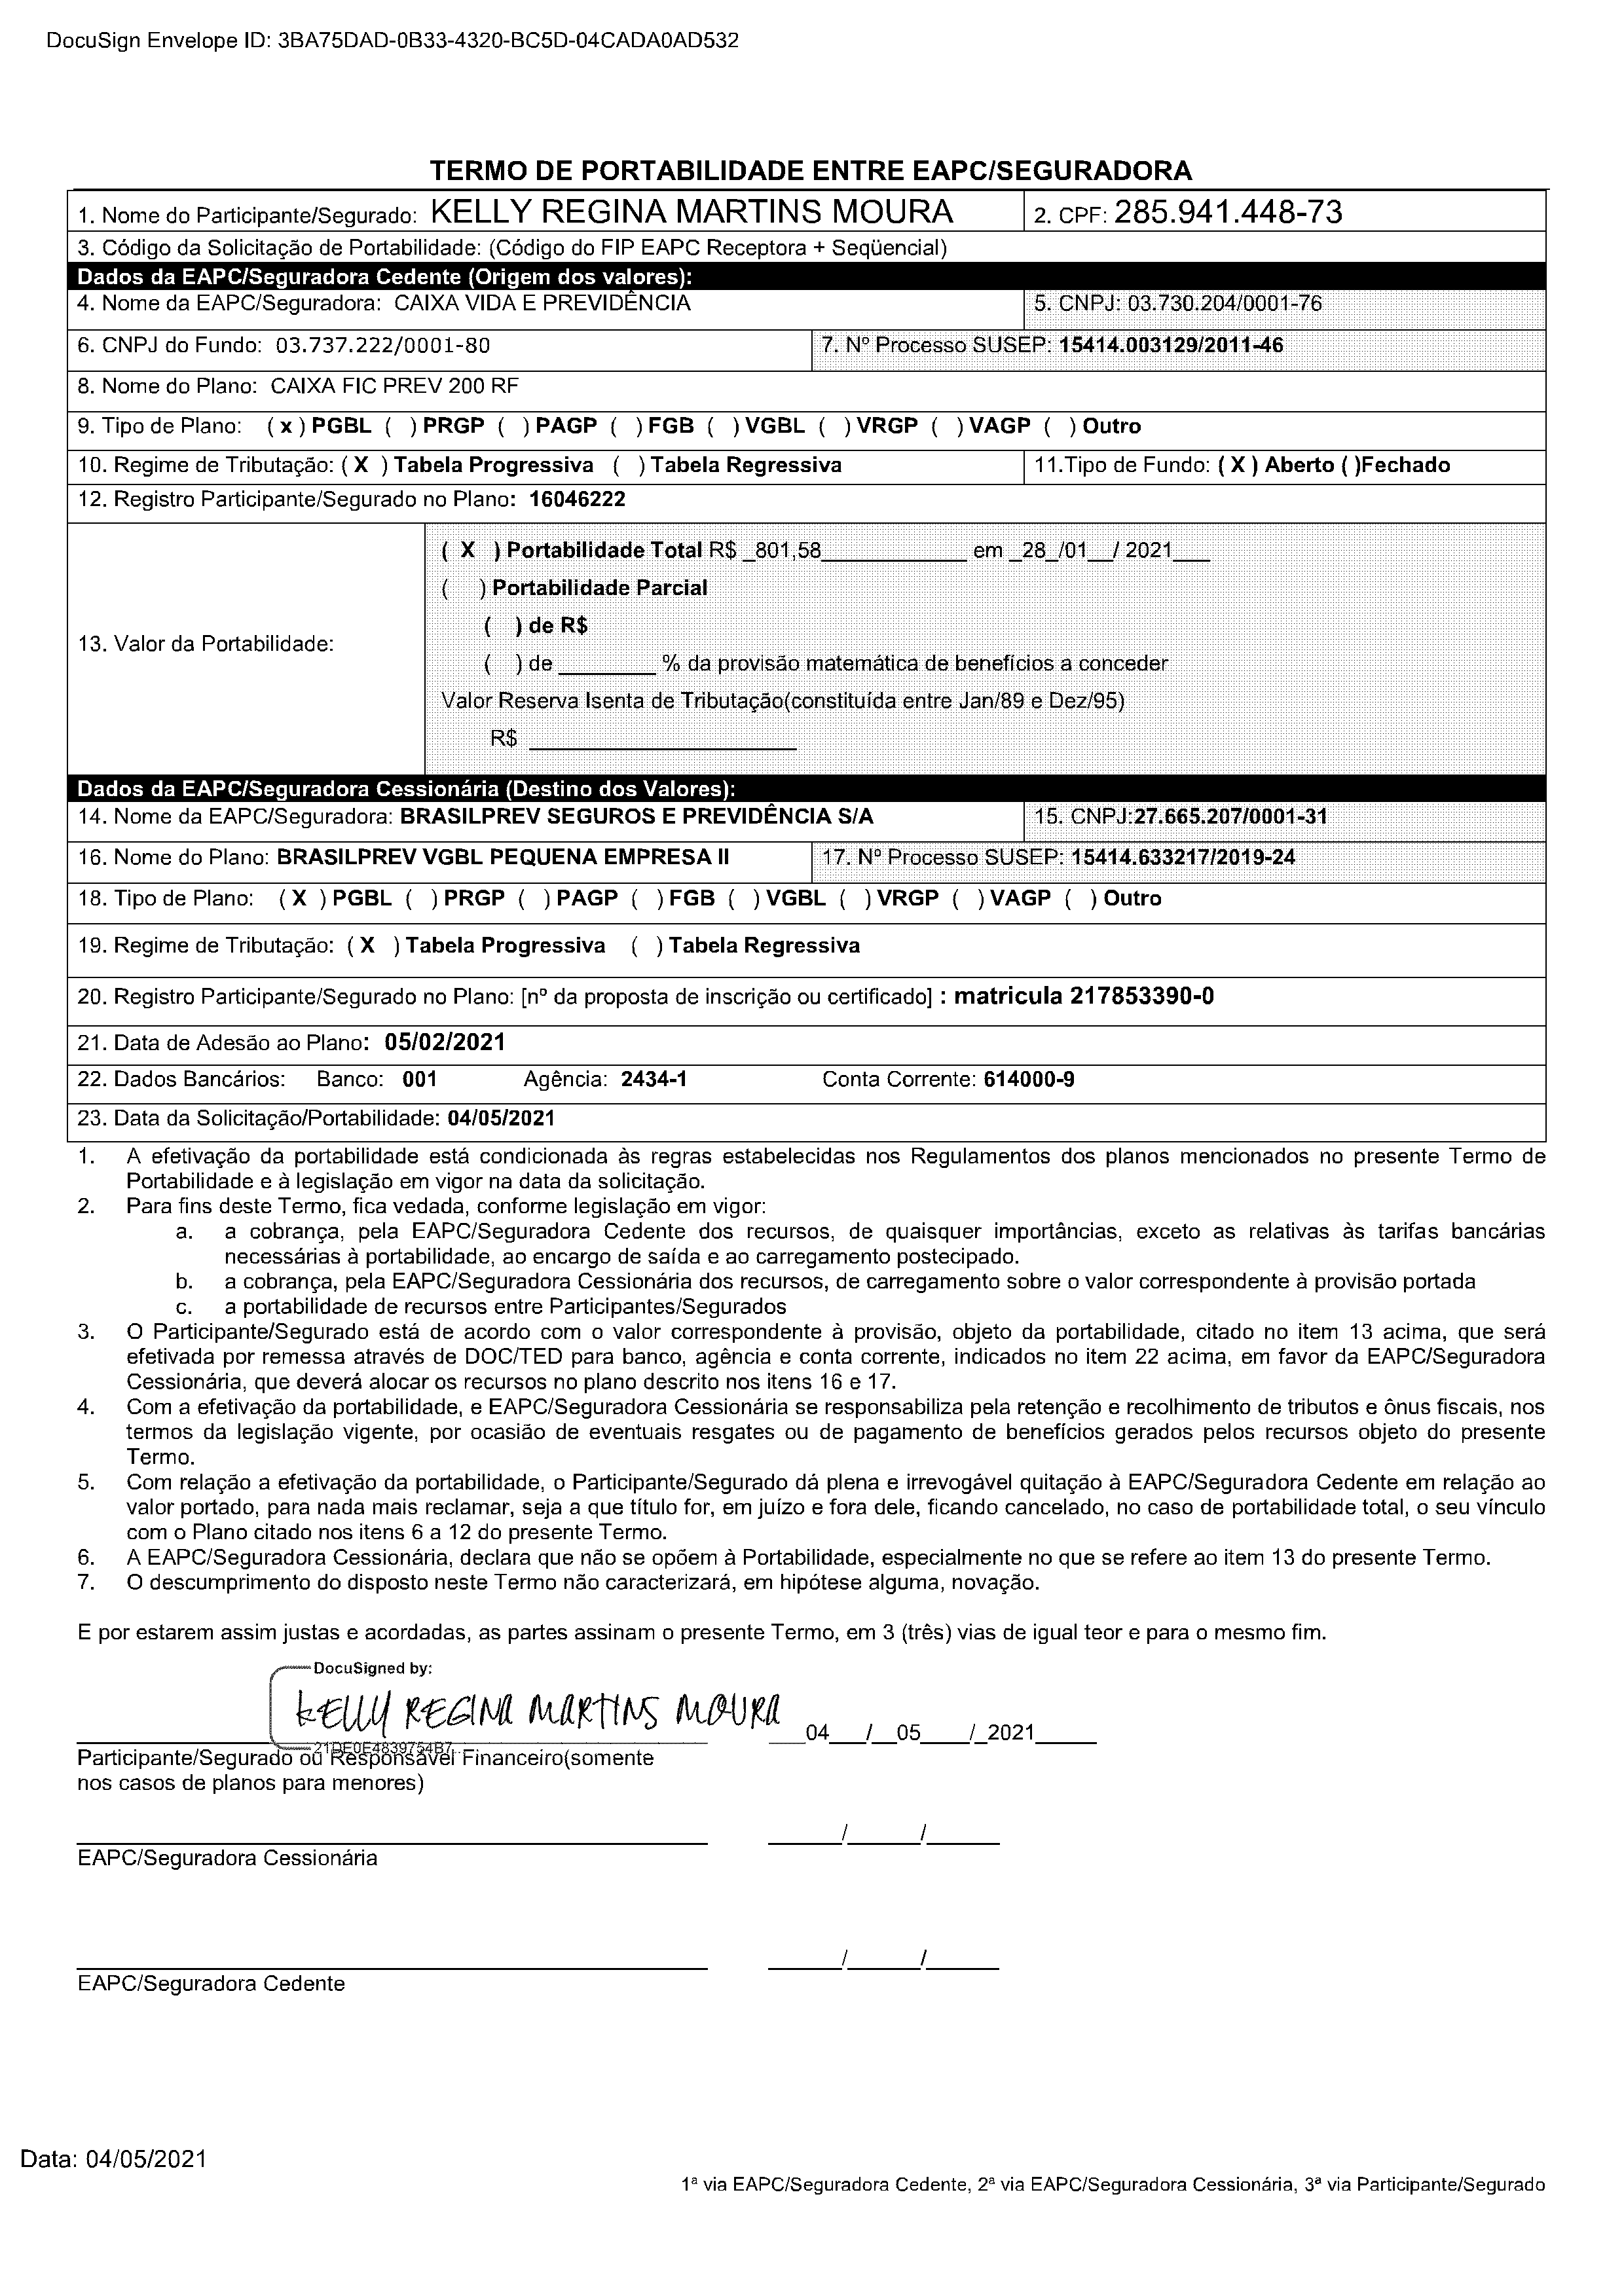 DocuSign Envelope ID: 3BA75DAD-0B33-4320-BC5D-04CADA0AD532
TERMO DE PORTABILIDADE ENTRE EAPC/SEGURADORA
1. Nome do Participante/Segurado: KELLY REGINA MARTINS MOURA 2. CPF: 285.941.448-73
3. Código da Solicitação de Portabilidade: (Código do FIP EAPC Receptora + Seqüencial)
Dados da EAPC/Seguradora Cedente (Origem dos valores):
4. Nome da EAPC/Seguradora: CAIXA VIDA E PREVIDÊNCIA 5. CNPJ: 03.730.204/0001-76
6. CNPJ do Fundo: 03.737.222/0001-80 7. Nº Processo SUSEP: 15414.003129/2011-46
8. Nome do Plano: CAIXA FIC PREV 200 RF
9. Tipo de Plano: ( x ) PGBL ( ) PRGP ( ) PAGP ( ) FGB ( ) VGBL ( ) VRGP ( ) VAGP ( ) Outro
10. Regime de Tributação: ( X ) Tabela Progressiva ( ) Tabela Regressiva 11.Tipo de Fundo: ( X ) Aberto ( )Fechado
12. Registro Participante/Segurado no Plano: 16046222
( X ) Portabilidade Total R$ _801,58____________ em _28_/01__/ 2021___
( ) Portabilidade Parcial
( ) de R$
13. Valor da Portabilidade:
( ) de ________ % da provisão matemática de benefícios a conceder
Valor Reserva Isenta de Tributação(constituída entre Jan/89 e Dez/95)
R$ ______________________
Dados da EAPC/Seguradora Cessionária (Destino dos Valores):
14. Nome da EAPC/Seguradora: BRASILPREV SEGUROS E PREVIDÊNCIA S/A 15. CNPJ:27.665.207/0001-31
16. Nome do Plano: BRASILPREV VGBL PEQUENA EMPRESA II 17. Nº Processo SUSEP: 15414.633217/2019-24
18. Tipo de Plano: ( X ) PGBL ( ) PRGP ( ) PAGP ( ) FGB ( ) VGBL ( ) VRGP ( ) VAGP ( ) Outro
19. Regime de Tributação: ( X ) Tabela Progressiva ( ) Tabela Regressiva
20. Registro Participante/Segurado no Plano: [nº da proposta de inscrição ou certificado] : matricula 217853390-0
21. Data de Adesão ao Plano: 05/02/2021
22. Dados Bancários: Banco: 001 Agência: 2434-1 Conta Corrente: 614000-9
23. Data da Solicitação/Portabilidade: 04/05/2021
1. A efetivação da portabilidade está condicionada às regras estabelecidas nos Regulamentos dos planos mencionados no presente Termo de
Portabilidade e à legislação em vigor na data da solicitação.
2. Para fins deste Termo, fica vedada, conforme legislação em vigor:
a. a cobrança, pela EAPC/Seguradora Cedente dos recursos, de quaisquer importâncias, exceto as relativas às tarifas bancárias
necessárias à portabilidade, ao encargo de saída e ao carregamento postecipado.
b. a cobrança, pela EAPC/Seguradora Cessionária dos recursos, de carregamento sobre o valor correspondente à provisão portada
c. a portabilidade de recursos entre Participantes/Segurados
3. O Participante/Segurado está de acordo com o valor correspondente à provisão, objeto da portabilidade, citado no item 13 acima, que será
efetivada por remessa através de DOC/TED para banco, agência e conta corrente, indicados no item 22 acima, em favor da EAPC/Seguradora
Cessionária, que deverá alocar os recursos no plano descrito nos itens 16 e 17.
4. Com a efetivação da portabilidade, e EAPC/Seguradora Cessionária se responsabiliza pela retenção e recolhimento de tributos e ônus fiscais, nos
termos da legislação vigente, por ocasião de eventuais resgates ou de pagamento de benefícios gerados pelos recursos objeto do presente
Termo.
5. Com relação a efetivação da portabilidade, o Participante/Segurado dá plena e irrevogável quitação à EAPC/Seguradora Cedente em relação ao
valor portado, para nada mais reclamar, seja a que título for, em juízo e fora dele, ficando cancelado, no caso de portabilidade total, o seu vínculo
com o Plano citado nos itens 6 a 12 do presente Termo.
6. A EAPC/Seguradora Cessionária, declara que não se opõem à Portabilidade, especialmente no que se refere ao item 13 do presente Termo.
7. O descumprimento do disposto neste Termo não caracterizará, em hipótese alguma, novação.
E por estarem assim justas e acordadas, as partes assinam o presente Termo, em 3 (três) vias de igual teor e para o mesmo fim.
DocuSigned by:
KELLY REGINA MARTINS MOURA ___04___/__05____/_2021_____
21DE0E4839754B7...
Participante/Segurado ou Responsável Financeiro(somente
nos casos de planos para menores)
______/______/______
EAPC/Seguradora Cessionária
______/______/______
EAPC/Seguradora Cedente
Data: 04/05/2021
1ª via EAPC/Seguradora Cedente, 2ª via EAPC/Seguradora Cessionária, 3ª via Participante/Segurado